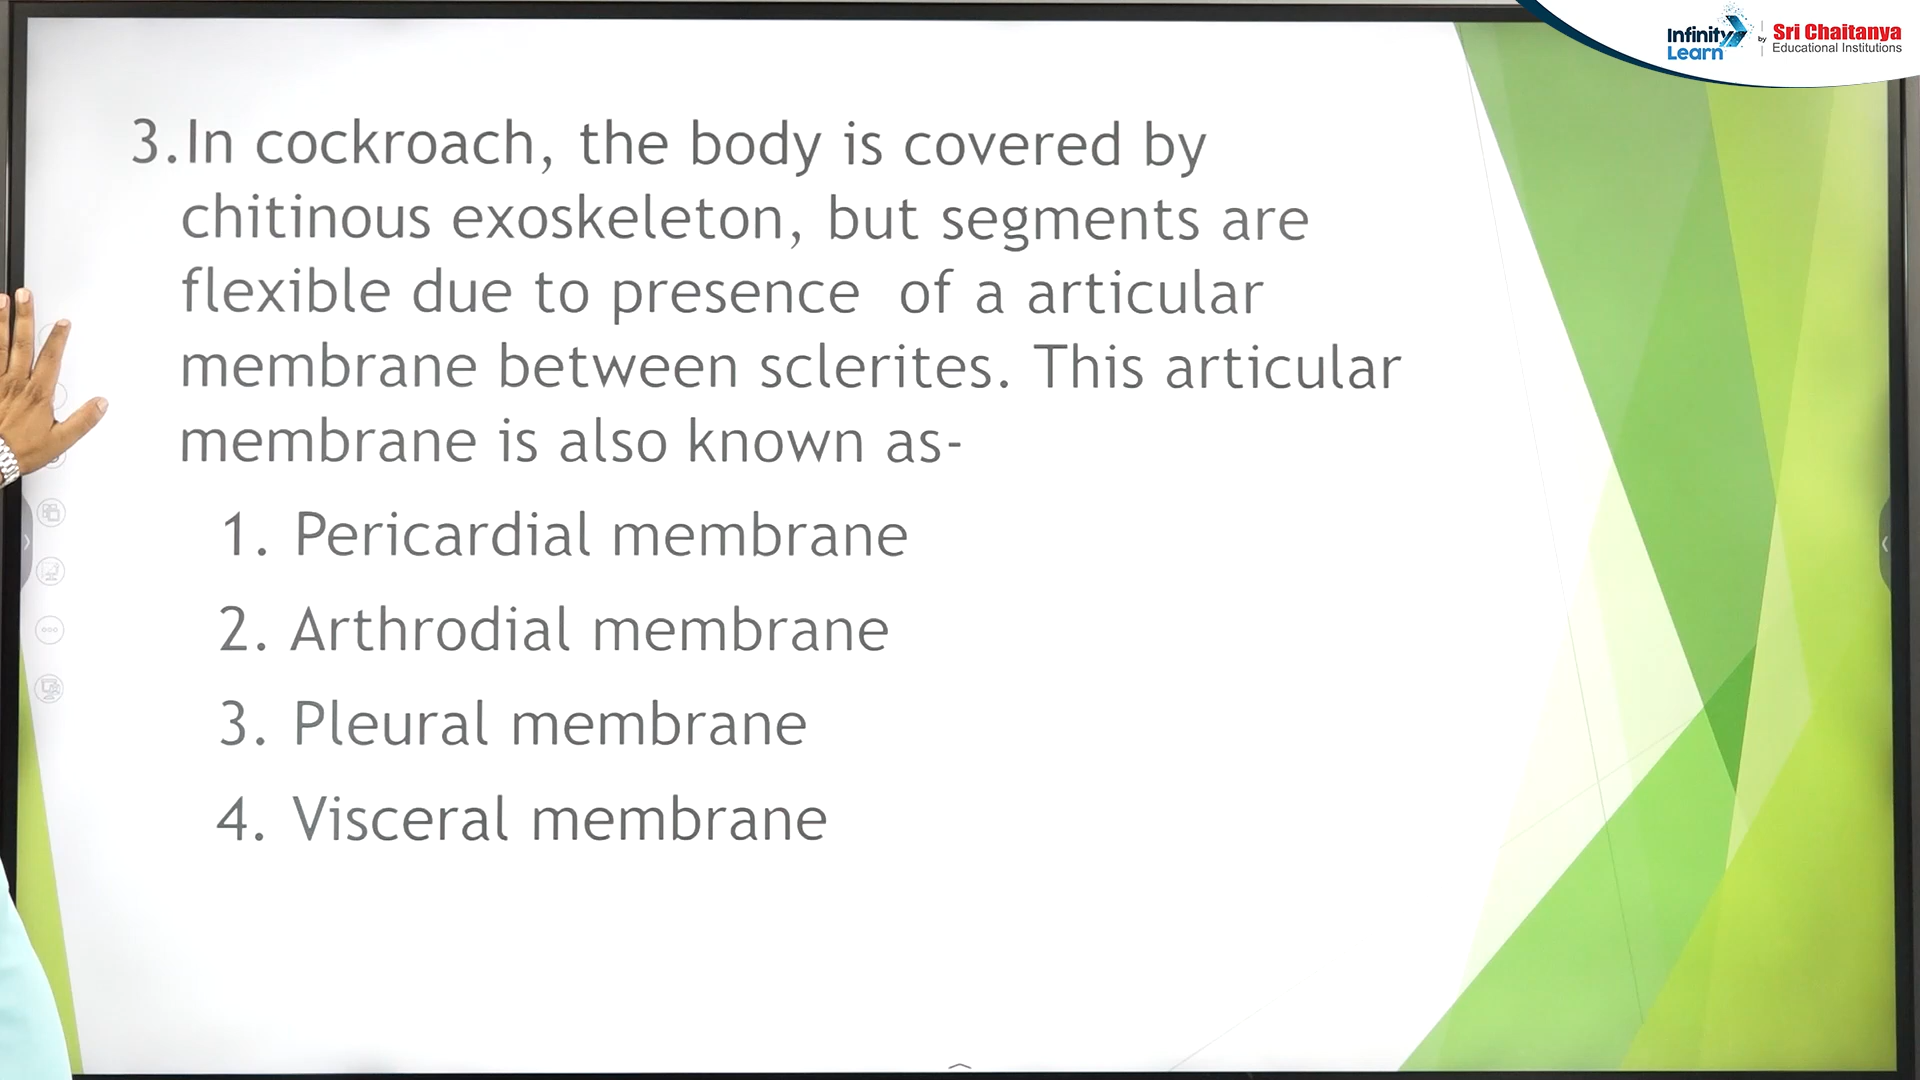 Infinity Learn by Sri Chaitanya Educational Institutions
3.In cockroach, the body is covered by
chitinous exoskeleton, but segments are
flexible due to presence of a articular
membrane between sclerites. This articular
membrane is also known as-
1. Pericardial membrane
2. Arthrodial membrane
3. Pleural membrane
4. Visceral membrane